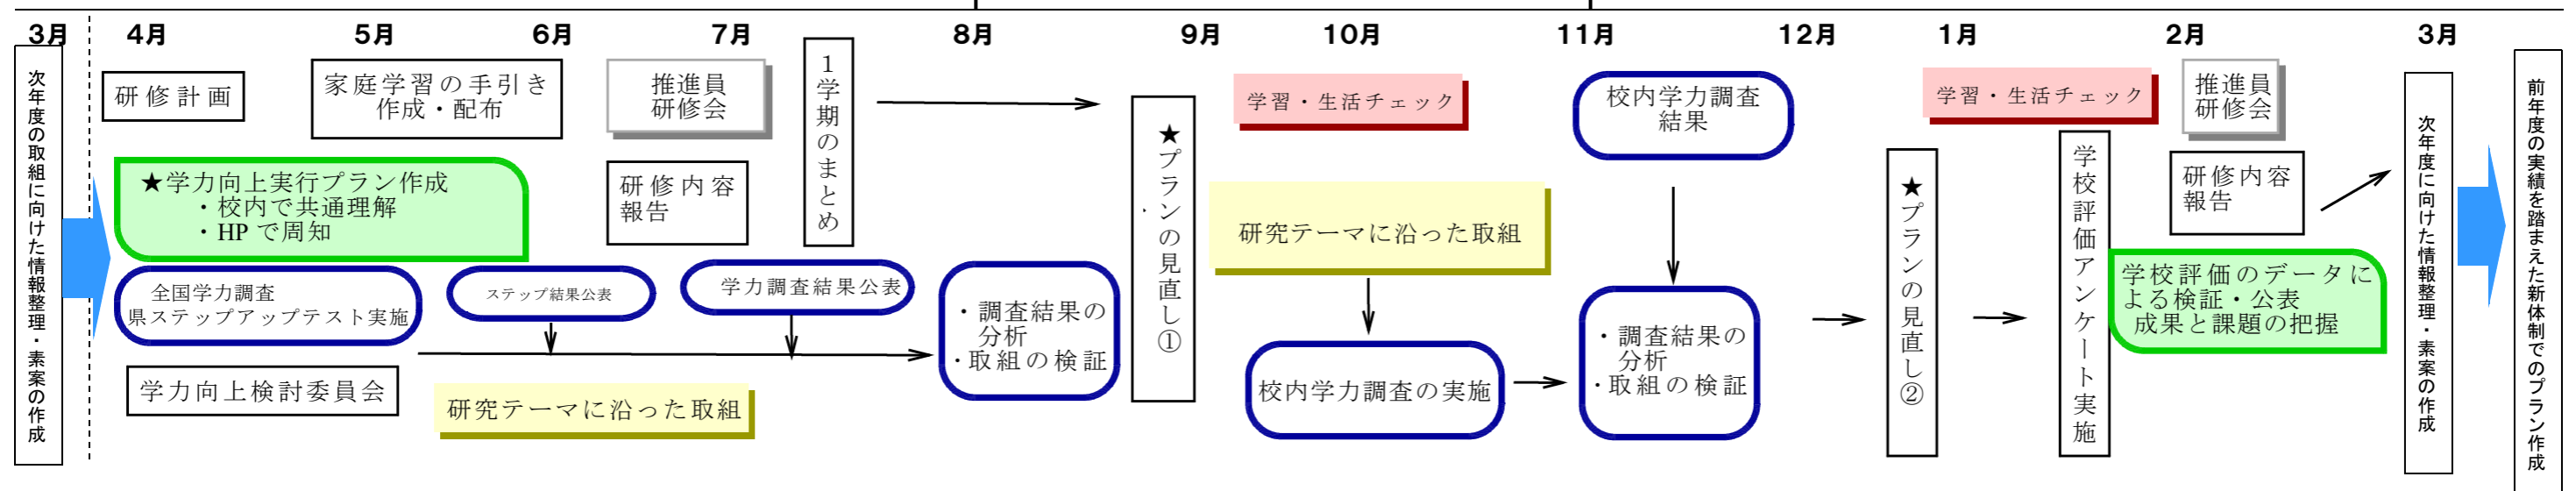 3月
4月
5月
6月
7月
8月
9月
10月
11月
12月
1月
2月
3月
次年度の取組に向けた情報整理・素案の作成
研修計画
家庭学習の手引き
作成・配布
推進員
研修会
1学期のまとめ
★学力向上実行プラン作成
・校内で共通理解
・HPで周知
研修内容
報告
全国学力調査
県ステップアップテスト実施
ステップ結果公表
学力調査結果公表
学力向上検討委員会
研究テーマに沿った取組
・調査結果の
分析
・取組の検証
★プランの見直し①
学習・生活チェック
研究テーマに沿った取組
校内学力調査の実施
校内学力調査
結果
・調査結果の
分析
・取組の検証
★プランの見直し②
学習・生活チェック
学校評価アンケート実施
推進員
研修会
研修内容
報告
学校評価のデータに
よる検証・公表
成果と課題の把握
次年度に向けた情報整理・素案の作成
前年度の実績を踏まえた新体制でのプラン作成